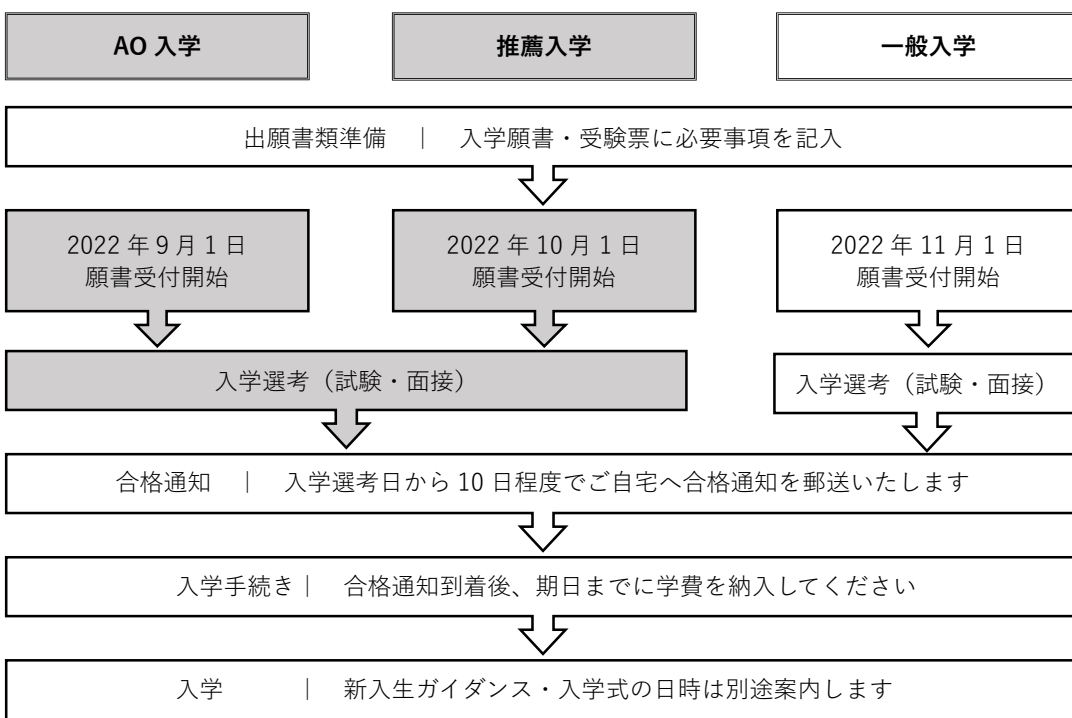 AO 入学
推薦入学
一般入学
出願書類準備 | 入学願書・受験票に必要事項を記入
2022 年 9 月 1 日
願書受付開始
2022 年 10 月 1 日
願書受付開始
2022 年 11 月 1 日
願書受付開始
入学選考（試験・面接）
入学選考（試験・面接）
合格通知 | 入学選考日から 10 日程度でご自宅へ合格通知を郵送いたします
入学手続き | 合格通知到着後、期日までに学費を納入してください
入学 | 新入生ガイダンス・入学式の日時は別途案内します